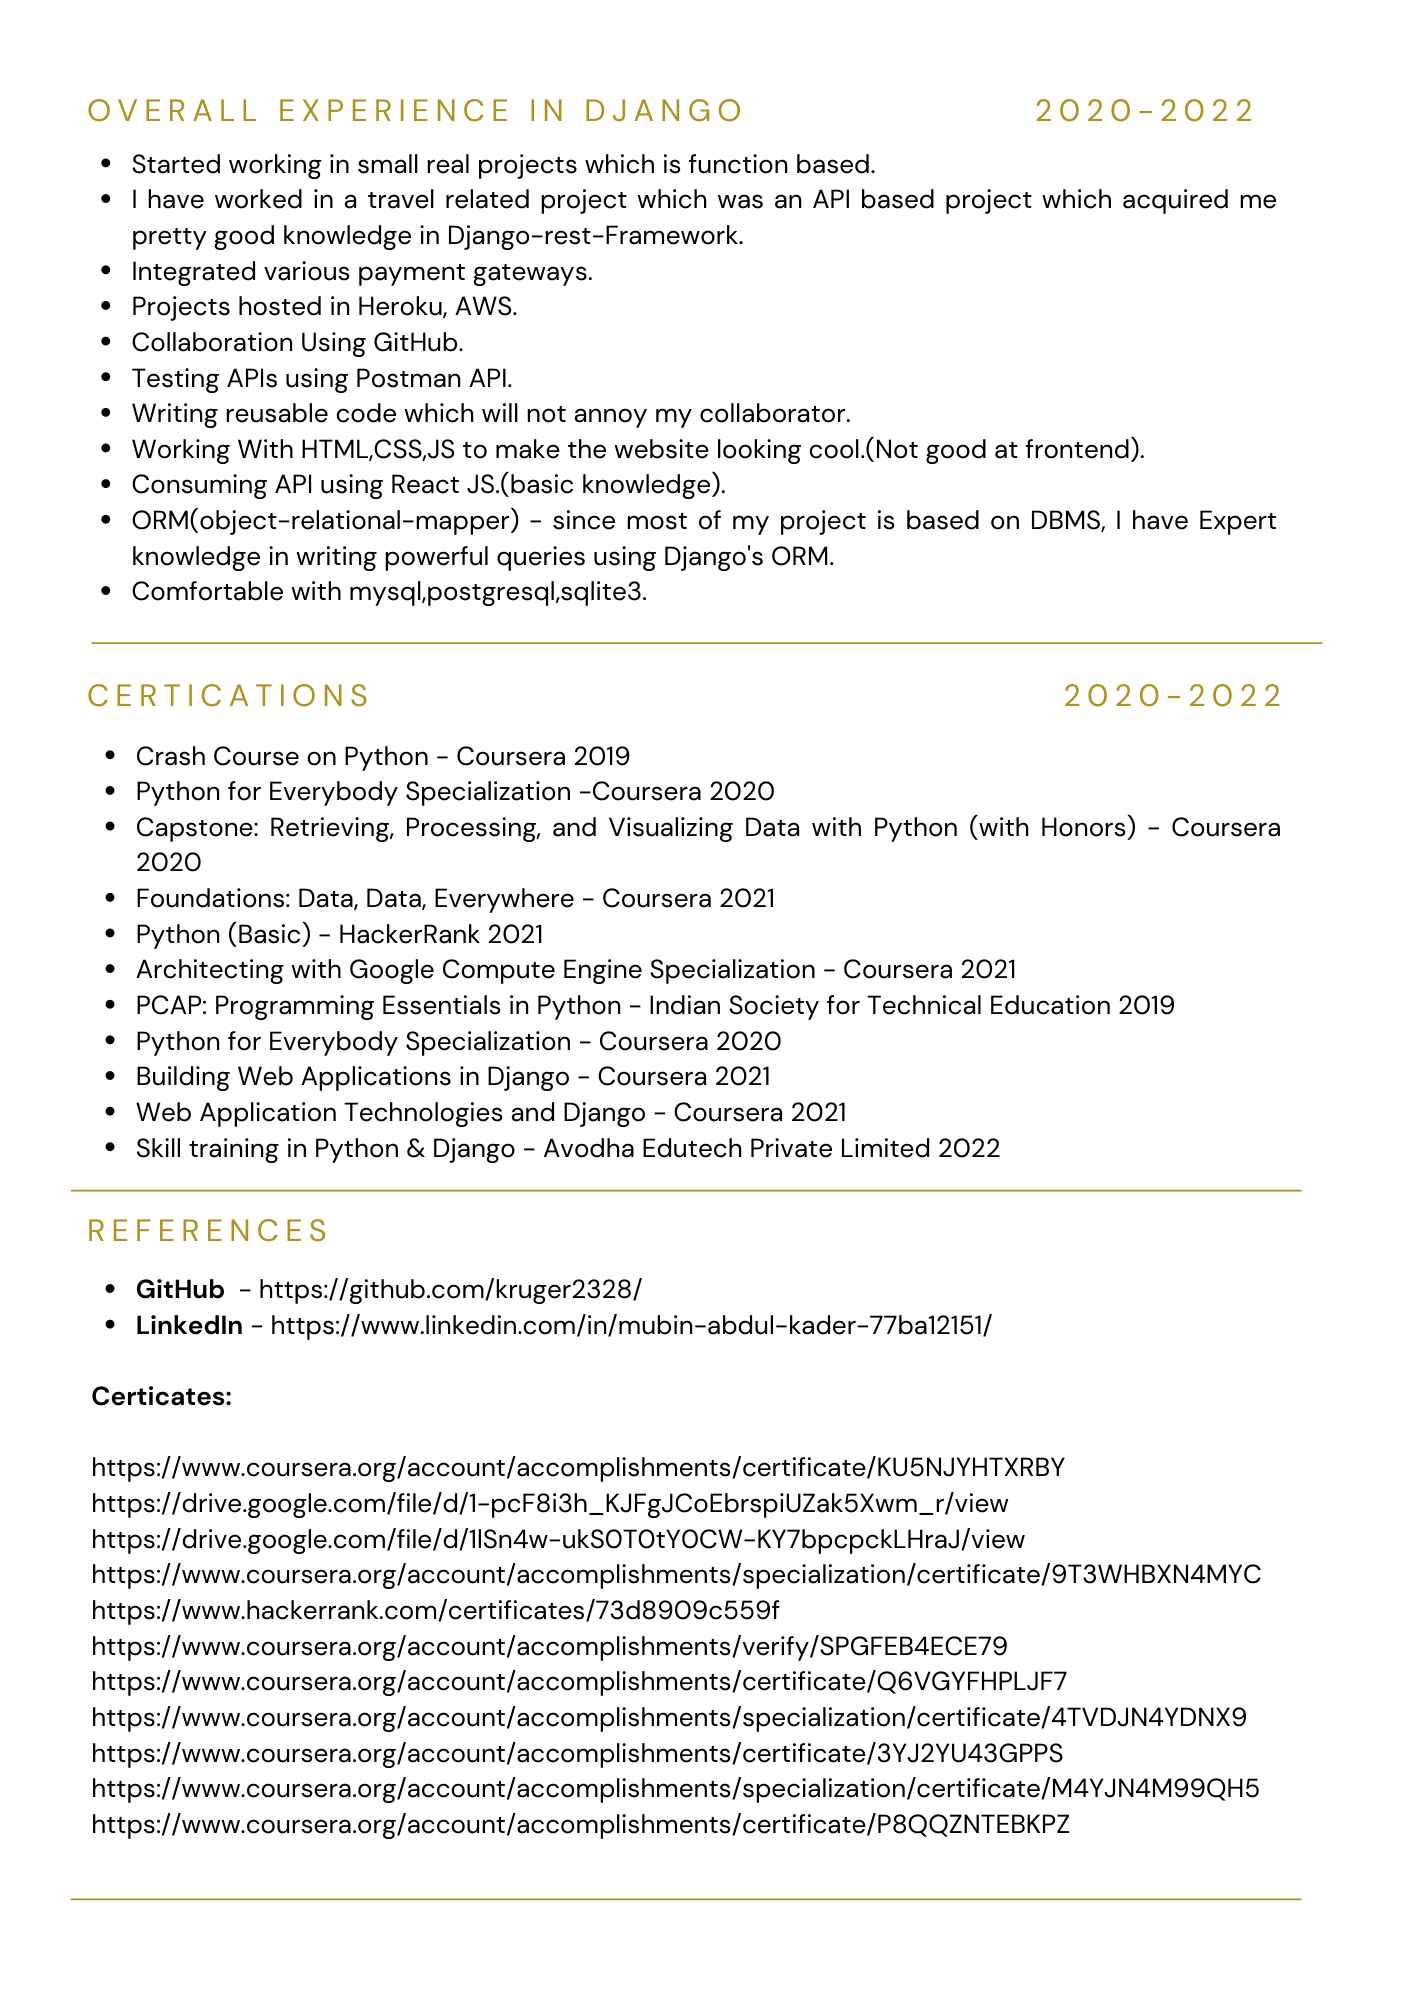 OVERALL EXPERIENCE IN DJANGO 2020-2022
• Started working in small real projects which is function based.
• I have worked in a travel related project which was an API based project which acquired me
pretty good knowledge in Django-rest-Framework.
• Integrated various payment gateways.
• Projects hosted in Heroku, AWS.
• Collaboration Using GitHub.
• Testing APIs using Postman API.
• Writing reusable code which will not annoy my collaborator.
• Working With HTML,CSS,JS to make the website looking cool.(Not good at frontend).
• Consuming API using React JS.(basic knowledge).
• ORM(object-relational-mapper) - since most of my project is based on DBMS, I have Expert
knowledge in writing powerful queries using Django's ORM.
• Comfortable with mysql,postgresql,sqlite3.
CERTICATIONS 2020-2022
• Crash Course on Python - Coursera 2019
• Python for Everybody Specialization -Coursera 2020
• Capstone: Retrieving, Processing, and Visualizing Data with Python (with Honors) - Coursera
2020
• Foundations: Data, Data, Everywhere - Coursera 2021
• Python (Basic) - HackerRank 2021
• Architecting with Google Compute Engine Specialization - Coursera 2021
• PCAP: Programming Essentials in Python - Indian Society for Technical Education 2019
• Python for Everybody Specialization - Coursera 2020
• Building Web Applications in Django - Coursera 2021
• Web Application Technologies and Django - Coursera 2021
• Skill training in Python & Django - Avodha Edutech Private Limited 2022
REFERENCES
• GitHub - https://github.com/kruger2328/
• LinkedIn - https://www.linkedin.com/in/mubin-abdul-kader-77ba12151/
Certicates:
https://www.coursera.org/account/accomplishments/certificate/KU5NJYHTXRBY
https://drive.google.com/file/d/1-pcF8i3h_KJFgJCoEbrspiUZak5Xwm_r/view
https://drive.google.com/file/d/1lSn4w-ukS0T0tY0CW-KY7bpcpckLHraJ/view
https://www.coursera.org/account/accomplishments/specialization/certificate/9T3WHBXN4MYC
https://www.hackerrank.com/certificates/73d8909c559f
https://www.coursera.org/account/accomplishments/verify/SPGFEB4ECE79
https://www.coursera.org/account/accomplishments/certificate/Q6VGYFHPLJF7
https://www.coursera.org/account/accomplishments/specialization/certificate/4TVDJN4YDNX9
https://www.coursera.org/account/accomplishments/certificate/3YJ2YU43GPPS
https://www.coursera.org/account/accomplishments/specialization/certificate/M4YJN4M99QH5
https://www.coursera.org/account/accomplishments/certificate/P8QQZNTEBKPZ